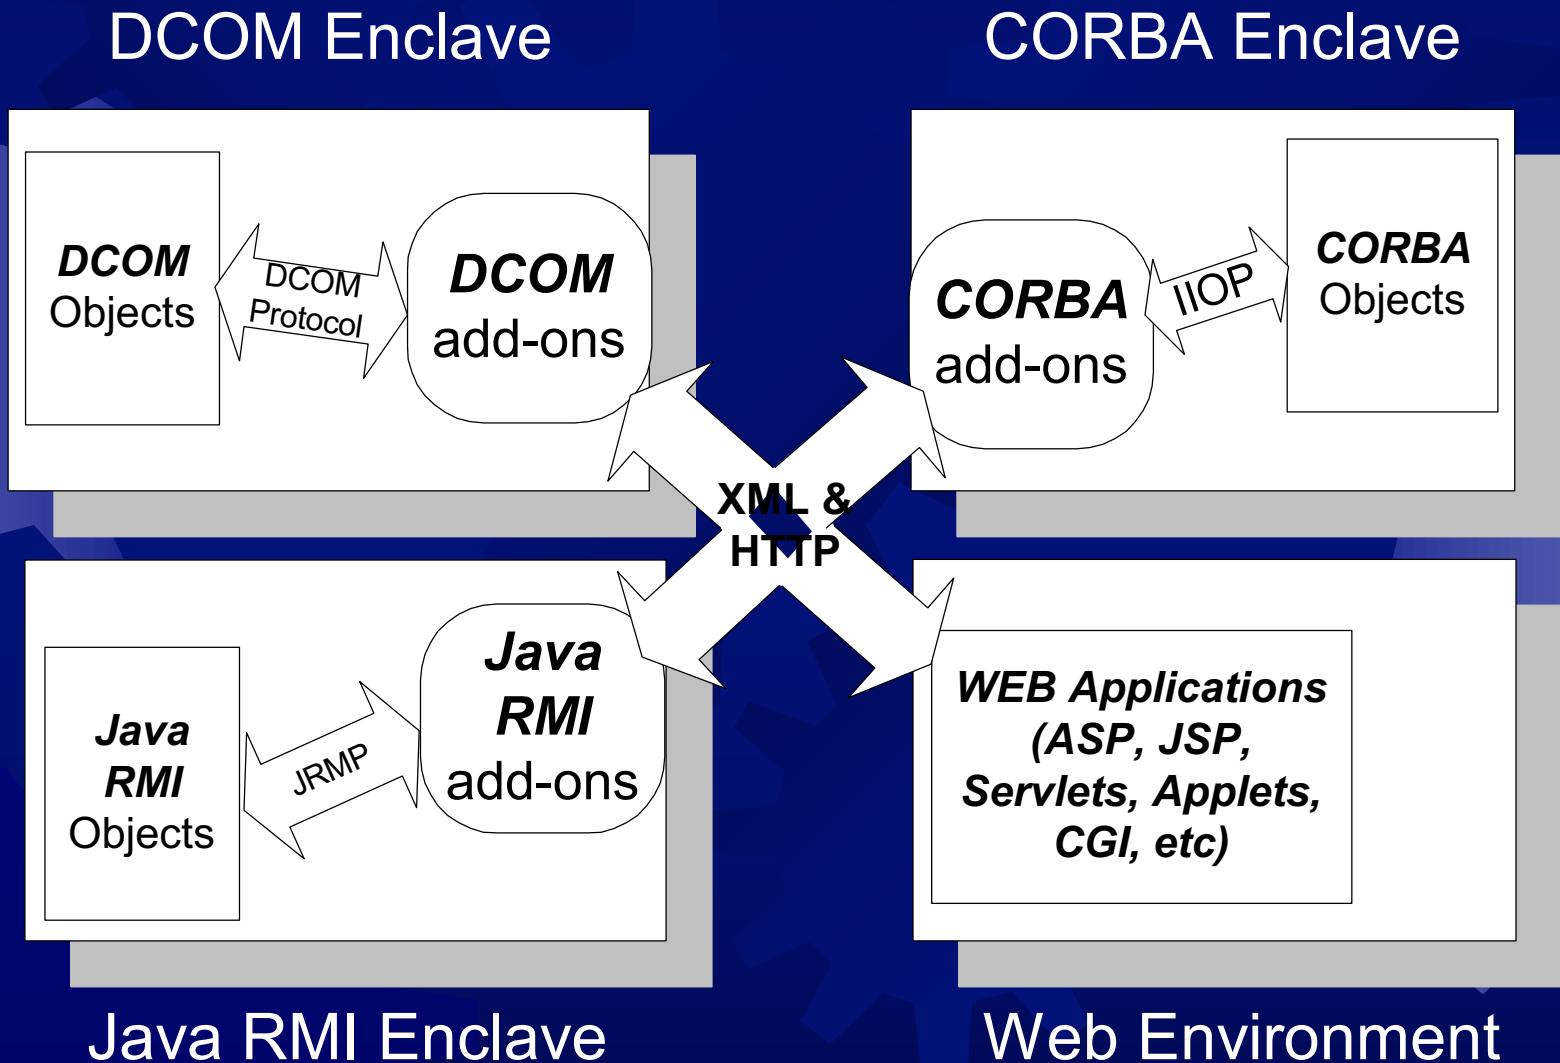 DCOM Enclave
CORBA Enclave
DCOM
Objects
DCOM
Protocol
DCOM
add-ons
CORBA
add-ons
IIOP
CORBA
Objects
XML &
HTTP
Java
RMI
Objects
JRMP
Java
RMI
add-ons
WEB Applications
(ASP, JSP,
Servlets, Applets,
CGI, etc)
Java RMI Enclave
Web Environment